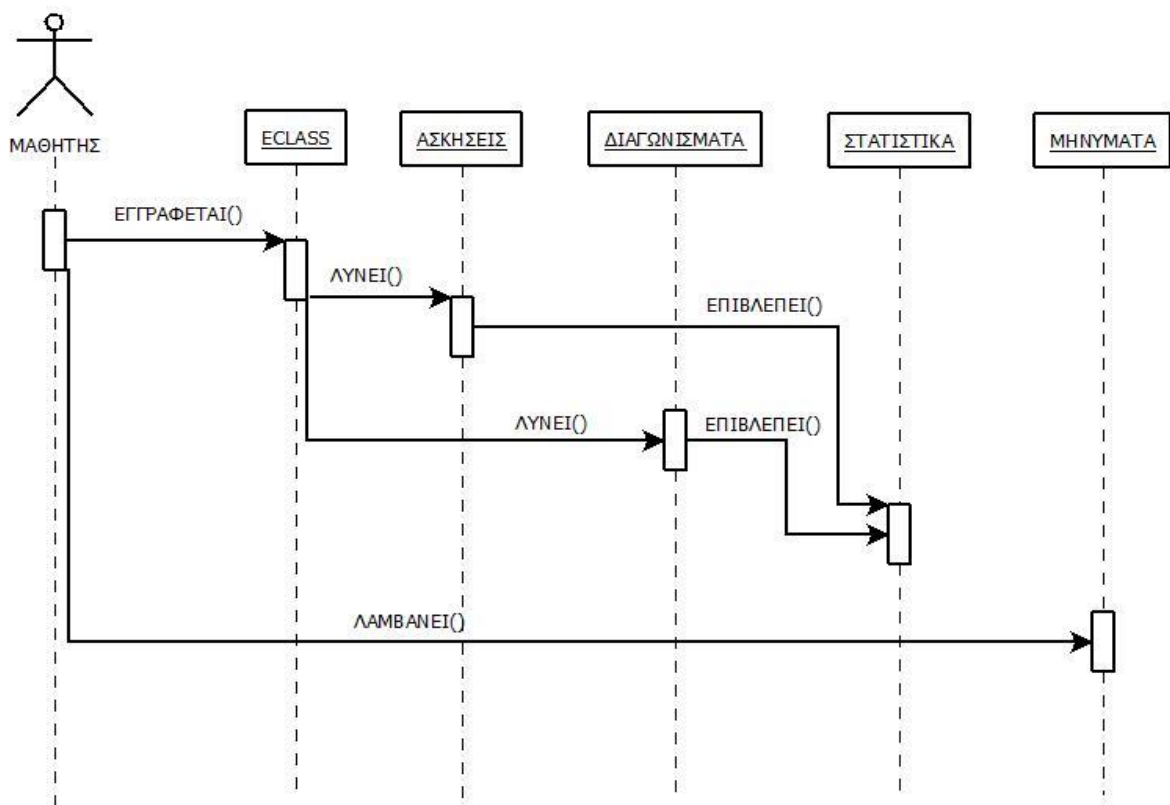 ΜΑΘΗΤΗΣ
ECLASS
ΑΣΚΗΣΕΙΣ
ΔΙΑΓΩΝΙΣΜΑΤΑ
ΣΤΑΤΙΣΤΙΚΑ
ΜΗΝΥΜΑΤΑ
ΕΓΓΡΑΦΕΤΑΙ()
ΛΥΝΕΙ()
ΕΠΙΒΛΕΠΕΙ()
ΛΥΝΕΙ()
ΕΠΙΒΛΕΠΕΙ()
ΛΑΜΒΑΝΕΙ()